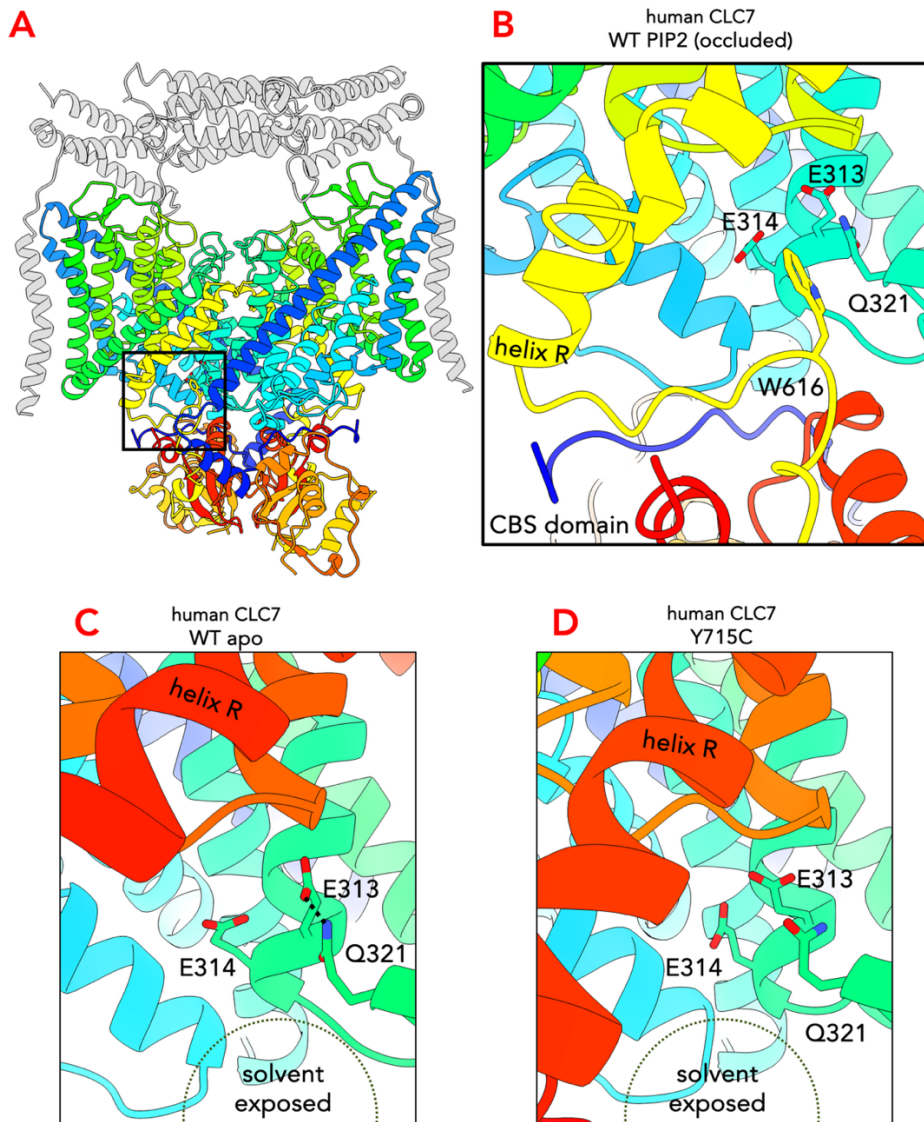 A
B
human CLC7
WT PIP2 (occluded)
E313
E314
Q321
helix R
W616
CBS domain
C
human CLC7
WT apo
helix R
E313
E314
Q321
solvent
exposed
D
human CLC7
Y715C
helix R
E313
E314
Q321
solvent
exposed